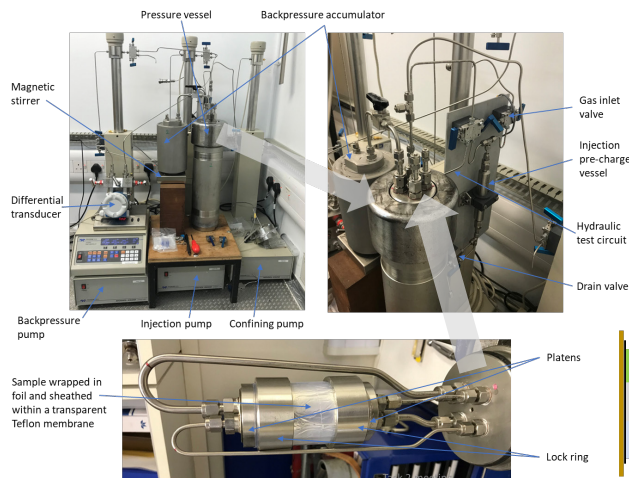 Pressure vessel
Backpressure accumulator
Magnetic
stirrer
Differential
transducer
Backpressure
pump
Injection pump
Confining pump
Gas inlet
valve
Injection
pre-charge
vessel
Hydraulic
test circuit
Drain valve
Sample wrapped in
foil and sheathed
within a transparent
Teflon membrane
Platens
Lock ring